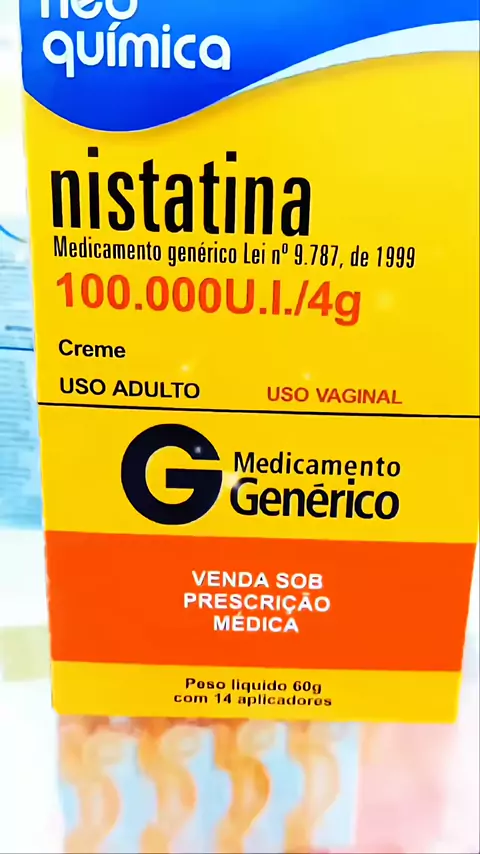 neo
química
nistatina
Medicamento genérico Lei nº 9.787, de 1999
100.000U.I./4g
Creme
USO ADULTO USO VAGINAL
G Medicamento
Genérico
VENDA SOB
PRESCRIÇÃO
MÉDICA
Peso líquido 60g
com 14 aplicadores